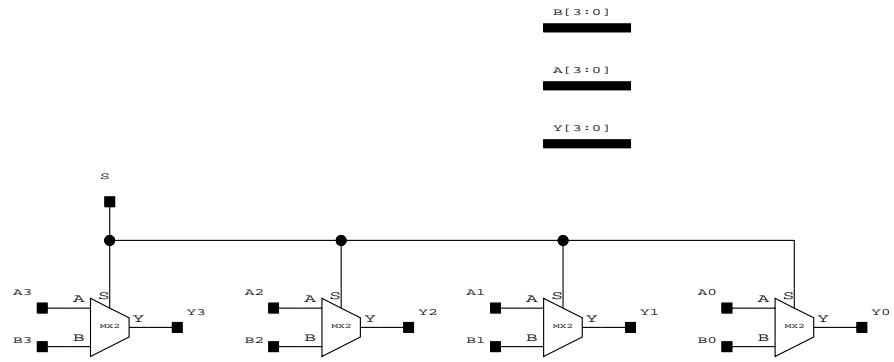 B[3:0]
A[3:0]
Y[3:0]
S
A3 A S Y Y3 A2 A S Y Y2 A1 A S Y Y1 A0 A S Y Y0
MX2 MX2 MX2 MX2
B3 B B2 B B1 B B0 B